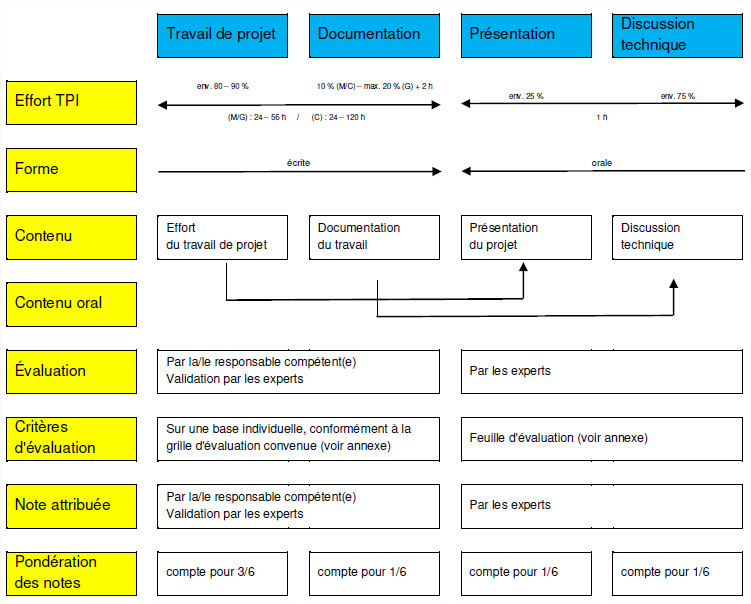 Travail de projet
Documentation
Présentation
Discussion
technique
Effort TPI
env. 80 – 90 %
10 % (M/C) – max. 20 % (G) + 2 h
env. 25 %
env. 75 %
(M/G) : 24 – 56 h / (C) : 24 – 120 h
1 h
Forme
écrite
orale
Contenu
Effort
du travail de projet
Documentation
du travail
Présentation
du projet
Discussion
technique
Contenu oral
Évaluation
Par la/le responsable compétent(e)
Validation par les experts
Par les experts
Critères
d'évaluation
Sur une base individuelle, conformément à la
grille d'évaluation convenue (voir annexe)
Feuille d'évaluation (voir annexe)
Note attribuée
Par la/le responsable compétent(e)
Validation par les experts
Par les experts
Pondération
des notes
compte pour 3/6
compte pour 1/6
compte pour 1/6
compte pour 1/6